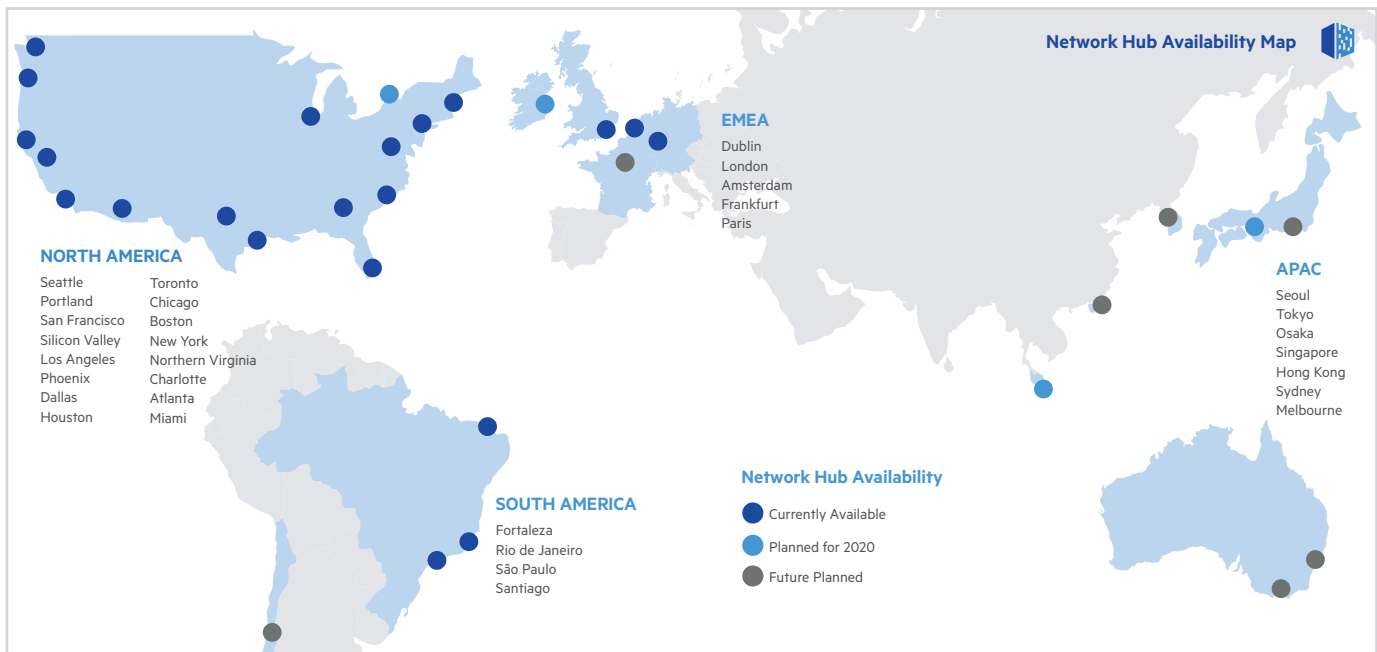 Network Hub Availability Map
EMEA
Dublin
London
Amsterdam
Frankfurt
Paris
NORTH AMERICA
Seattle
Portland
San Francisco
Silicon Valley
Los Angeles
Phoenix
Dallas
Houston
Toronto
Chicago
Boston
New York
Northern Virginia
Charlotte
Atlanta
Miami
APAC
Seoul
Tokyo
Osaka
Singapore
Hong Kong
Sydney
Melbourne
SOUTH AMERICA
Fortaleza
Rio de Janeiro
São Paulo
Santiago
Network Hub Availability
Currently Available
Planned for 2020
Future Planned